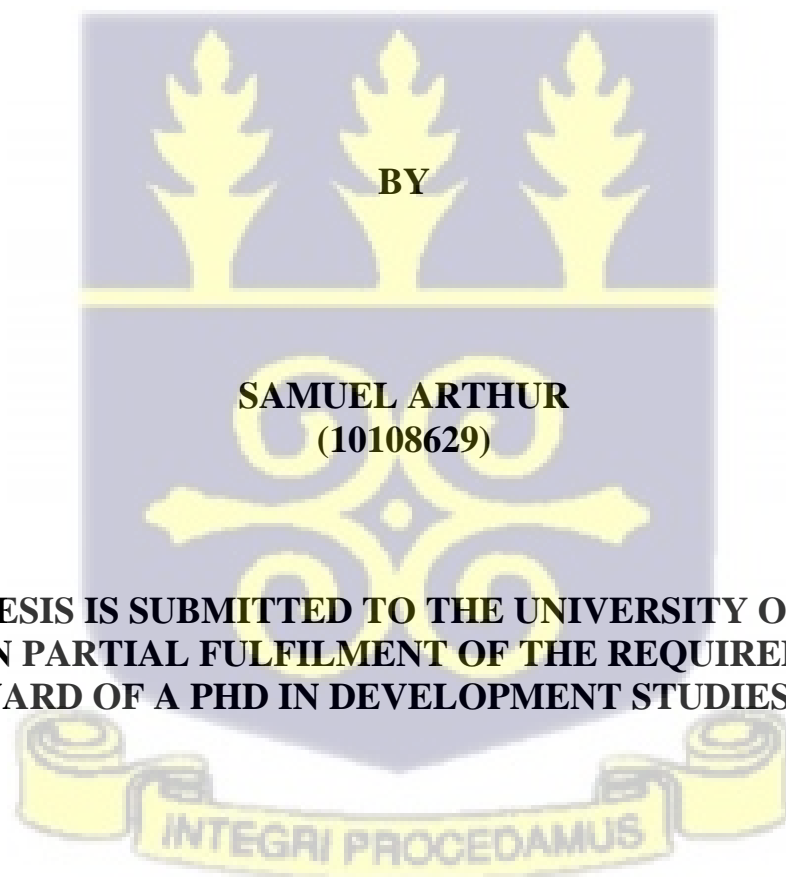 BY
SAMUEL ARTHUR
(10108629)
ESIS IS SUBMITTED TO THE UNIVERSITY O
PARTIAL FULFILMENT OF THE REQUIRE
ARD OF A PHD IN DEVELOPMENT STUDIES
INTEGRI PROCEDAMUS